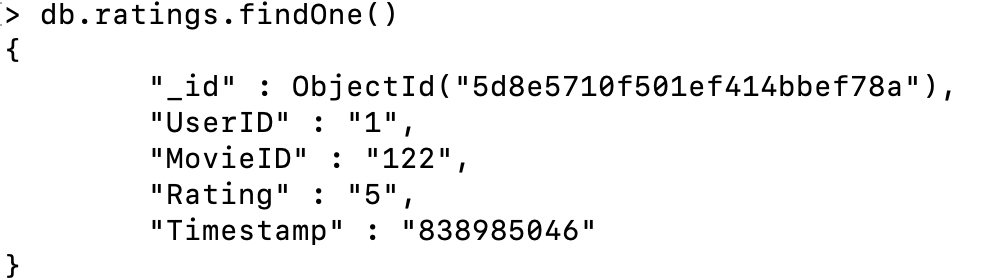 > db.ratings.findOne()
{
"_id" : ObjectId("5d8e5710f501ef414bbef78a"),
"UserID" : "1",
"MovieID" : "122",
"Rating" : "5",
"Timestamp" : "838985046"
}